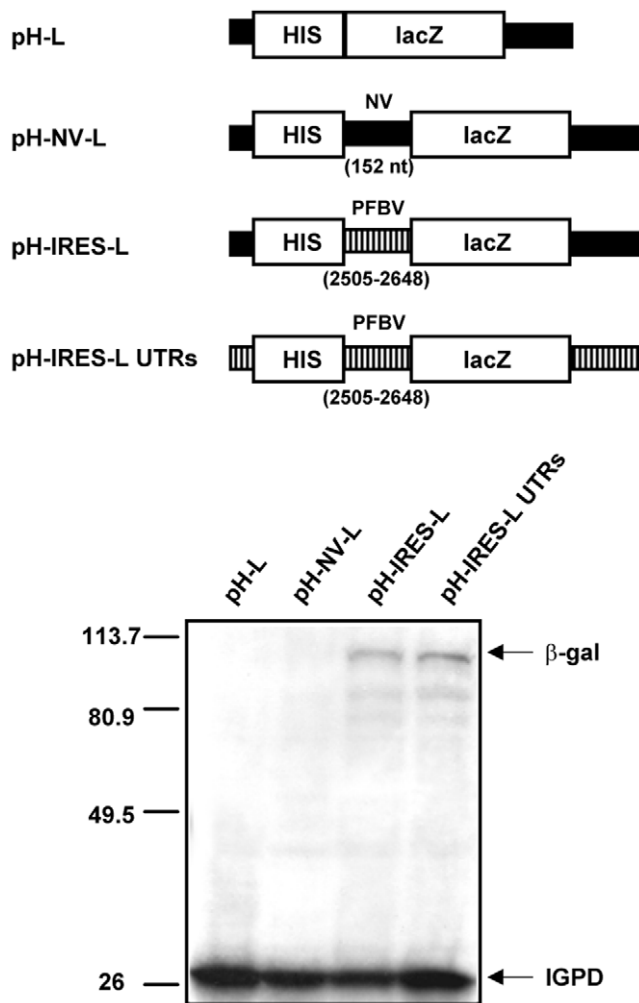 pH-L
HIS
lacZ
NV
pH-NV-L
HIS
lacZ
(152 nt)
PFBV
pH-IRES-L
HIS
lacZ
(2505-2648)
PFBV
pH-IRES-L UTRs
HIS
lacZ
(2505-2648)
pH-L
pH-NV-L
pH-IRES-L
pH-IRES-L UTRs
113.7
β-gal
80.9
49.5
26
IGPD